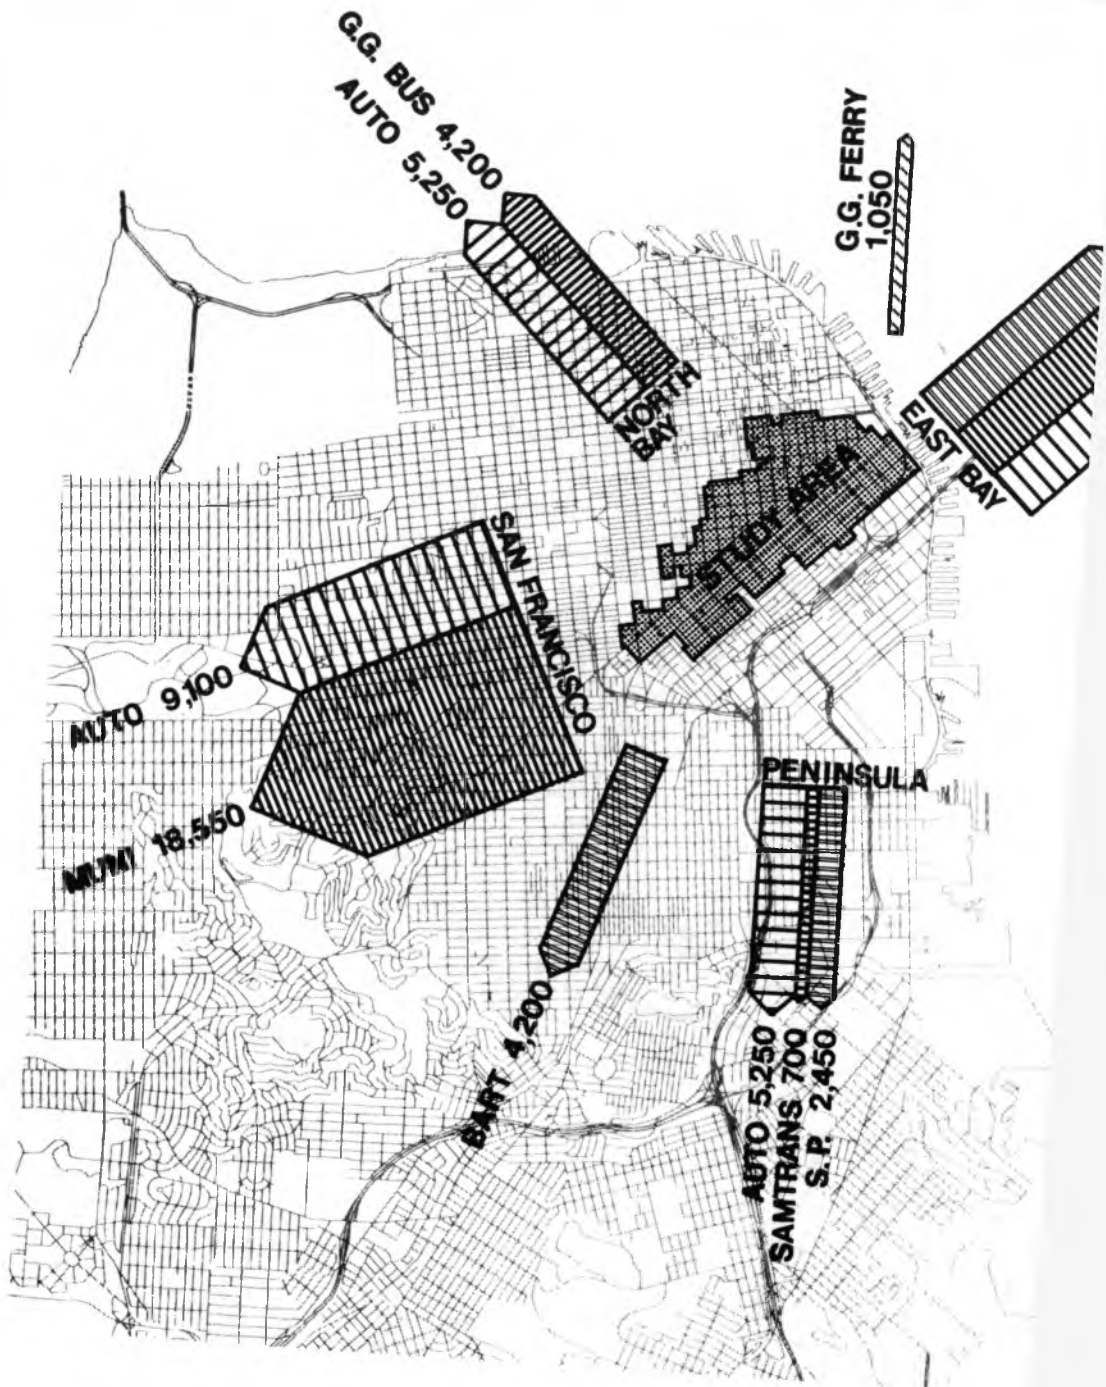 G.G. BUS 4,200
AUTO 5,250
G.G. FERRY
1,050
NORTH
BAY
EAST BAY
STUDY AREA
SAN FRANCISCO
AUTO 9,100
MUNI 18,550
PENINSULA
BART 4,200
AUTO 5,250
SAMTRANS 700
S.P. 2,450